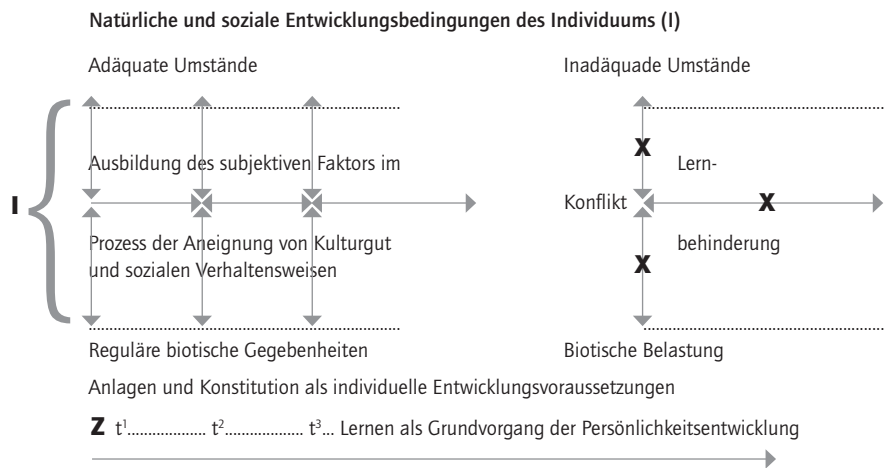 Natürliche und soziale Entwicklungsbedingungen des Individuums (I)
Adäquate Umstände
Inadäquade Umstände
Ausbildung des subjektiven Faktors im
X
Lern-
I
Konflikt
X
Prozess der Aneignung von Kulturgut
und sozialen Verhaltensweisen
X
behinderung
Reguläre biotische Gegebenheiten
Biotische Belastung
Anlagen und Konstitution als individuelle Entwicklungsvoraussetzungen
Z t¹................... t²................... t³... Lernen als Grundvorgang der Persönlichkeitsentwicklung